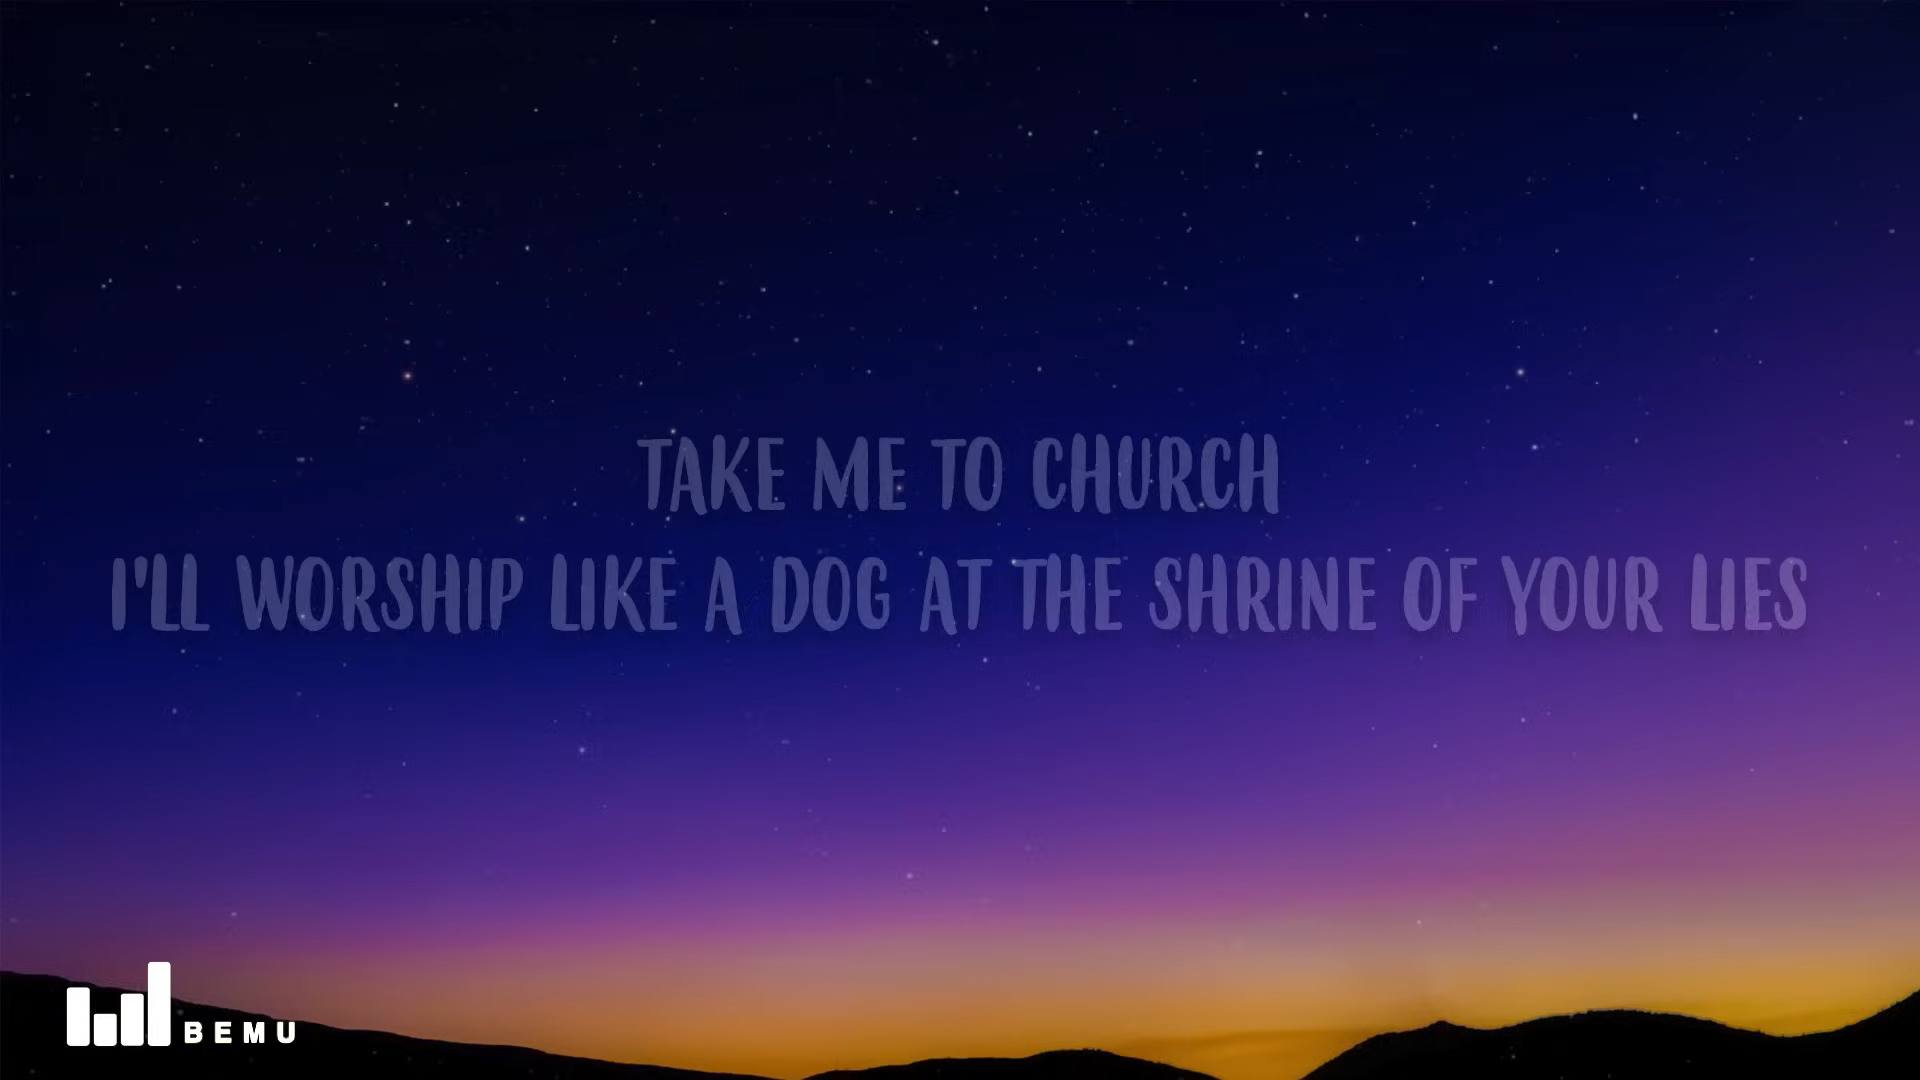 TAKE ME TO CHURCH
I'LL WORSHIP LIKE A DOG AT THE SHRINE OF YOUR LIES
BEMU